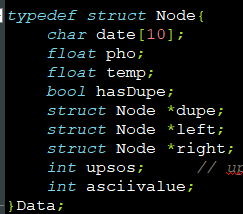 typedef struct Node{
char date[10];
float pho;
float temp;
bool hasDupe;
struct Node *dupe;
struct Node *left;
struct Node *right;
int upsos; // up
int asciivalue;
}Data;